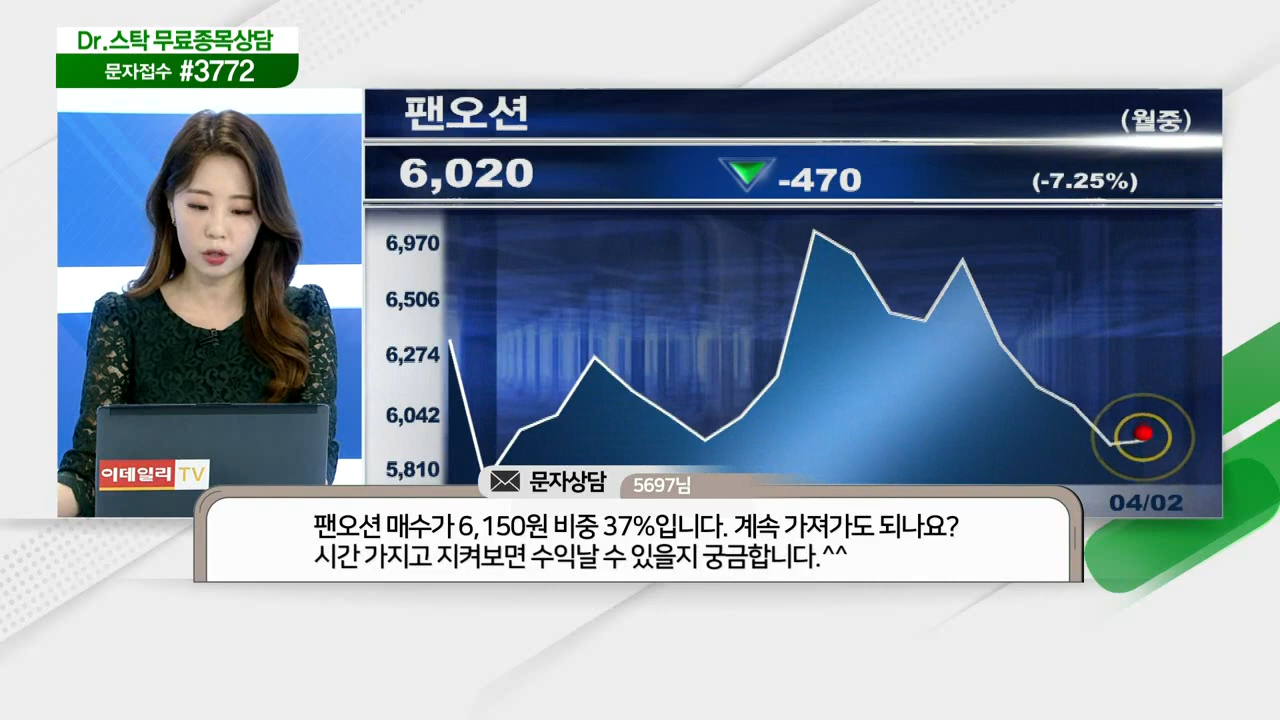 Dr.스탁 무료종목상담
문자접수 #3772
팬오션
(월중)
6,020
-470
(-7.25%)
6,970
6,506
6,274
6,042
5,810
04/02
이데일리 TV
문자상담
5697님
팬오션 매수가 6,150원 비중 37%입니다. 계속 가져가도 되나요?
시간 가지고 지켜보면 수익날 수 있을지 궁금합니다.^^